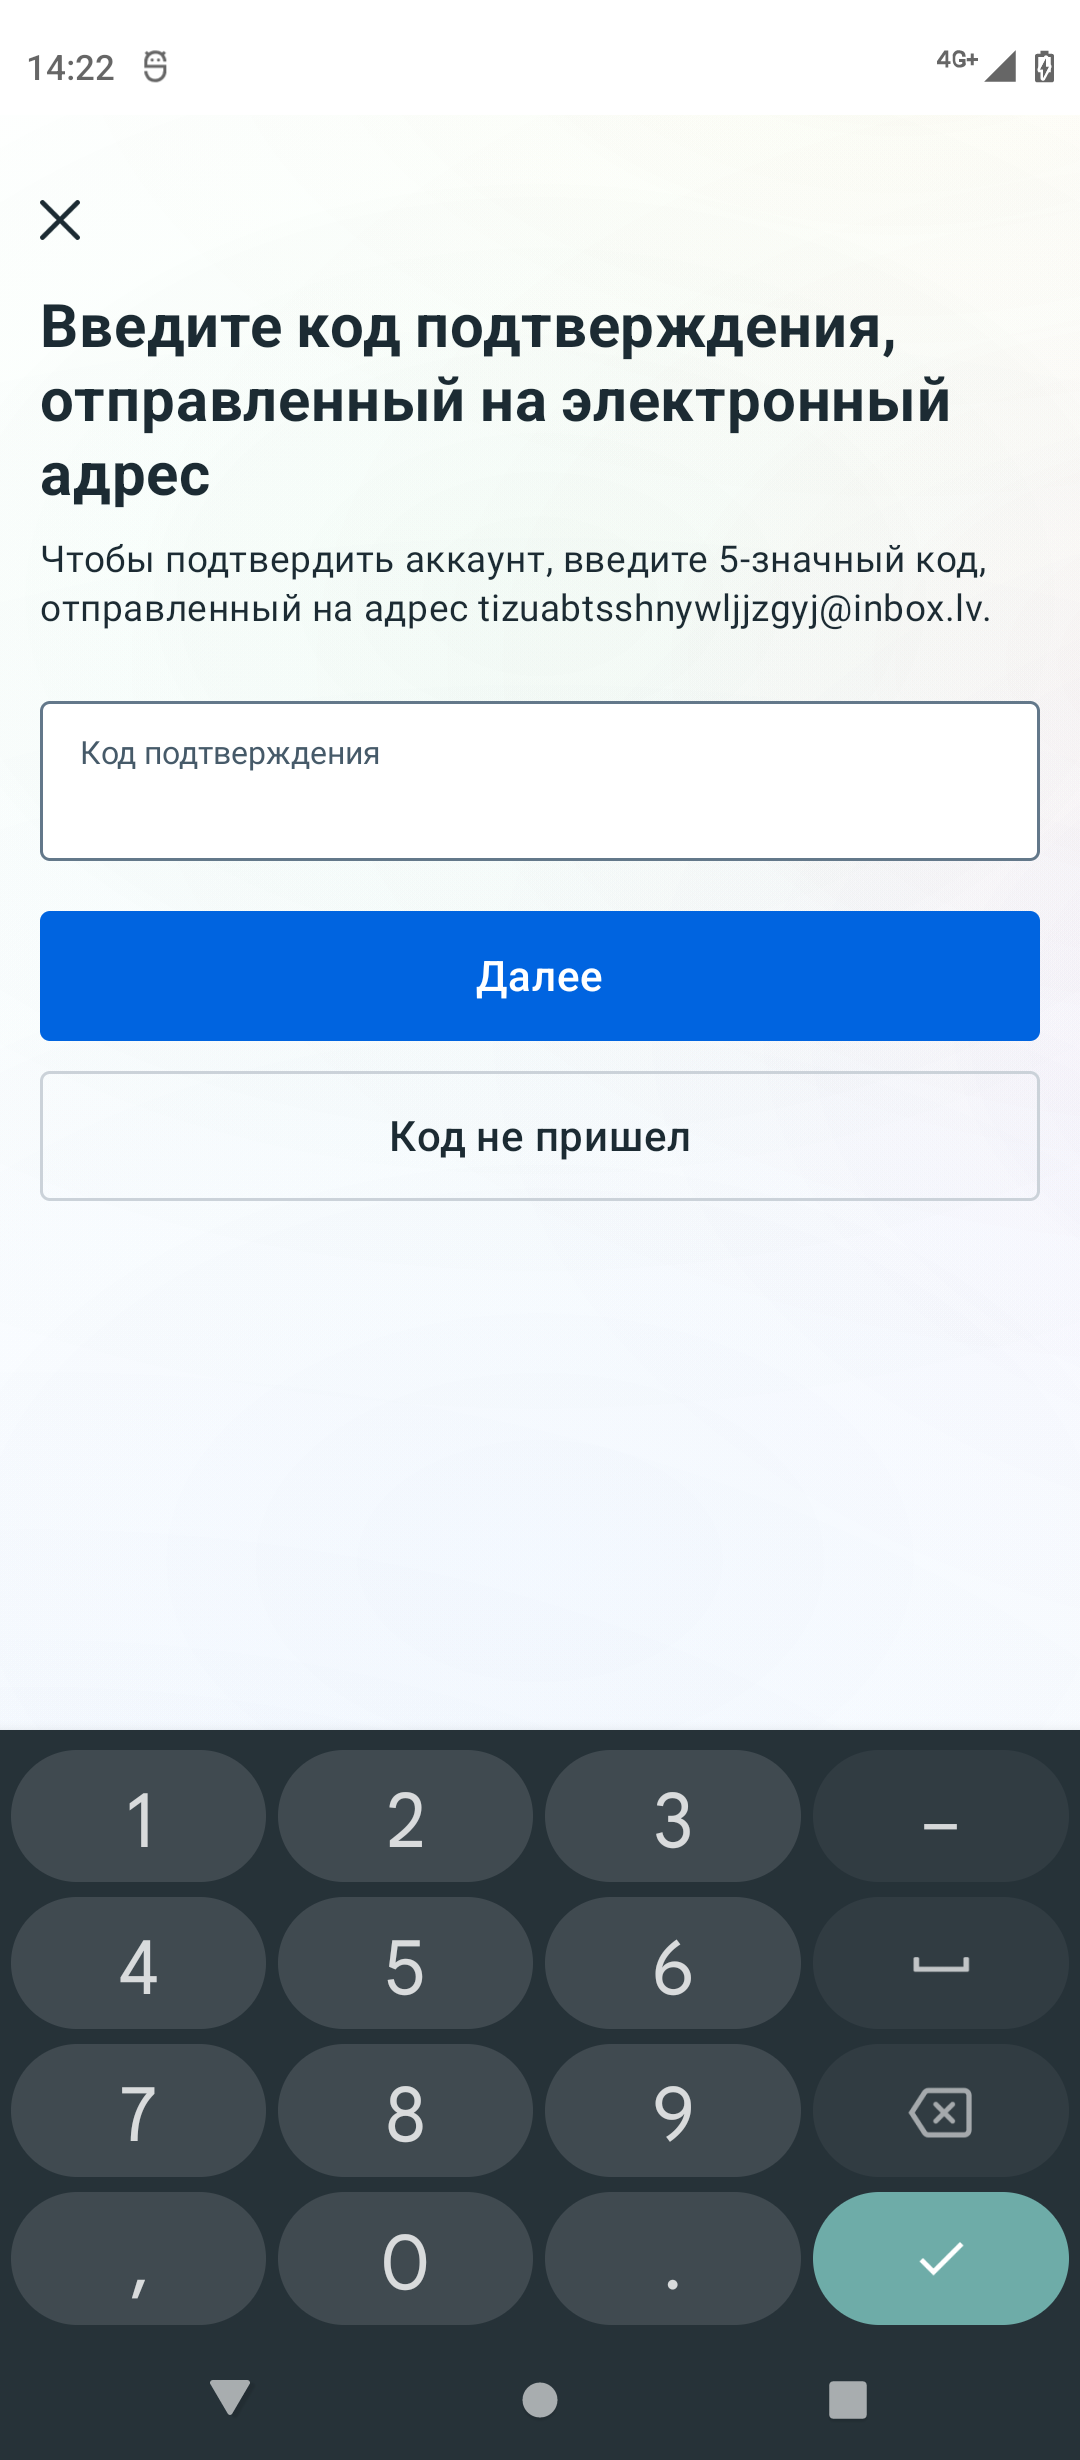 14:22
4G+
Введите код подтверждения,
отправленный на электронный
адрес
Чтобы подтвердить аккаунт, введите 5-значный код,
отправленный на адрес tizuabtsshnywljjzgyj@inbox.lv.
Код подтверждения
Далее
Код не пришел
1 2 3 –
4 5 6
7 8 9
, 0 .